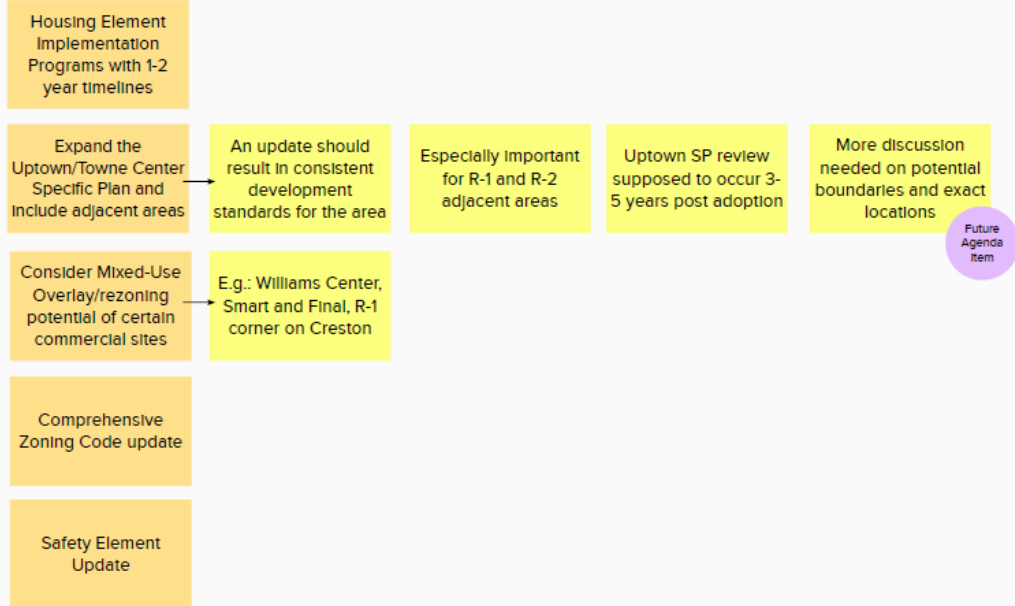 Housing Element
Implementation
Programs with 1-2
year timelines
Expand the
Uptown/Towne Center
Specific Plan and
include adjacent areas
An update should
result in consistent
development
standards for the area
Especially important
for R-1 and R-2
adjacent areas
Uptown SP review
supposed to occur 3-
5 years post adoption
More discussion
needed on potential
boundaries and exact
locations
Future
Agenda
Item
Consider Mixed-Use
Overlay/rezoning
potential of certain
commercial sites
E.g.: Williams Center,
Smart and Final, R-1
corner on Creston
Comprehensive
Zoning Code update
Safety Element
Update